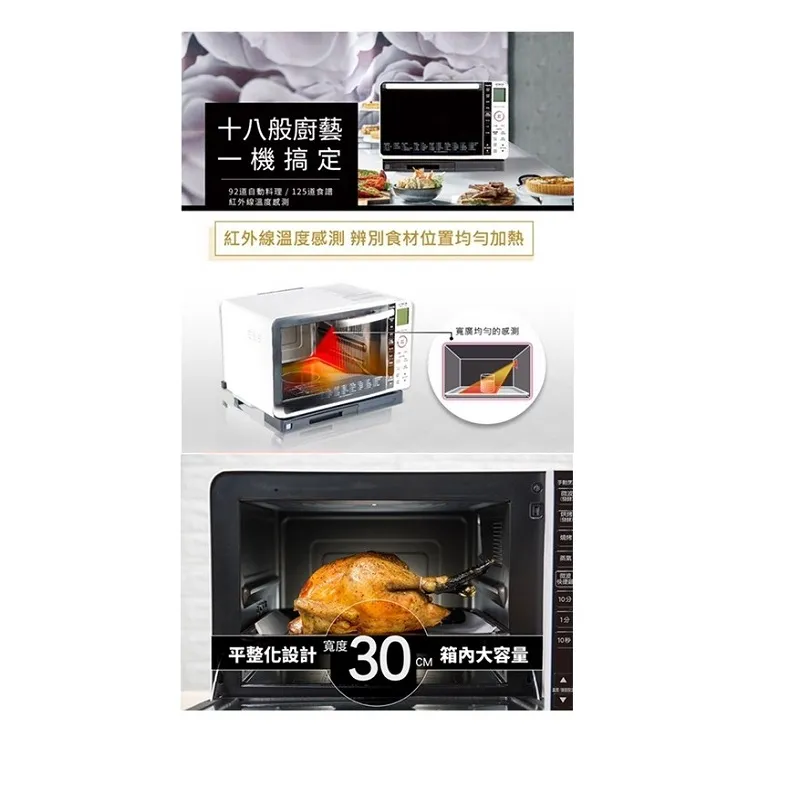 十八般廚藝
一機搞定
92道自動料理 / 125道食譜
紅外線溫度感測
紅外線溫度感測 辨別食材位置均勻加熱
寬廣均勻的感測
平整化設計 寬度 30 CM 箱內大容量
燒烤
蒸氣
10分
1分
10秒